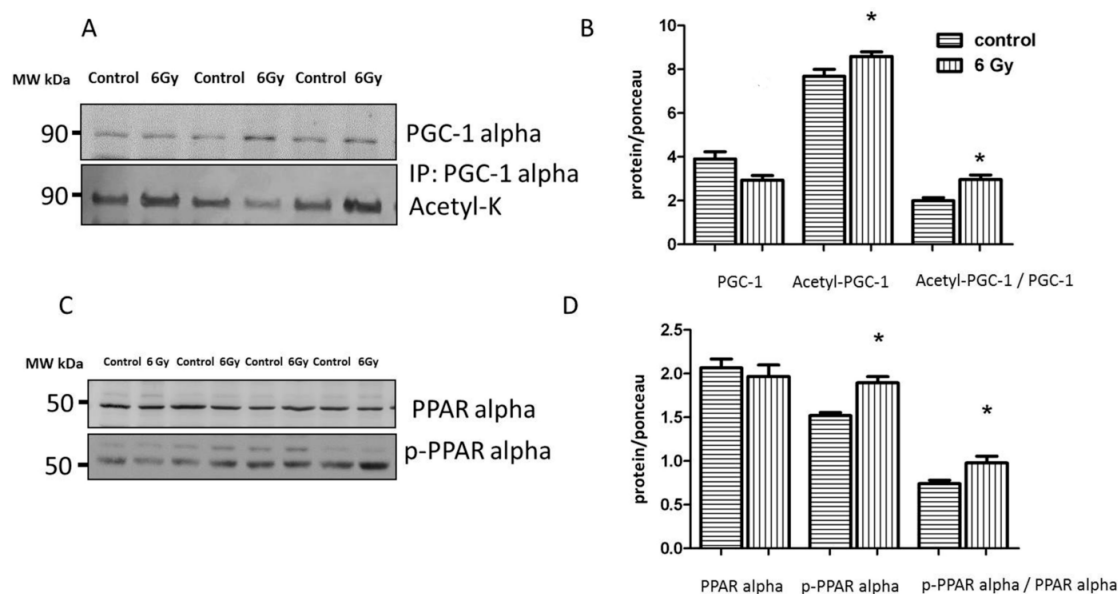 A
MW kDa Control 6Gy Control 6Gy Control 6Gy
90 PGC-1 alpha
IP: PGC-1 alpha
90 Acetyl-K
B
protein/ponceau
10
8
6
4
2
0
* *
control
6 Gy
PGC-1 Acetyl-PGC-1 Acetyl-PGC-1 / PGC-1
C
MW kDa Control 6 Gy Control 6Gy Control 6Gy Control 6Gy
50 PPAR alpha
50 p-PPAR alpha
D
protein/ponceau
2.5
2.0
1.5
1.0
0.5
0.0
* *
PPAR alpha p-PPAR alpha p-PPAR alpha / PPAR alpha